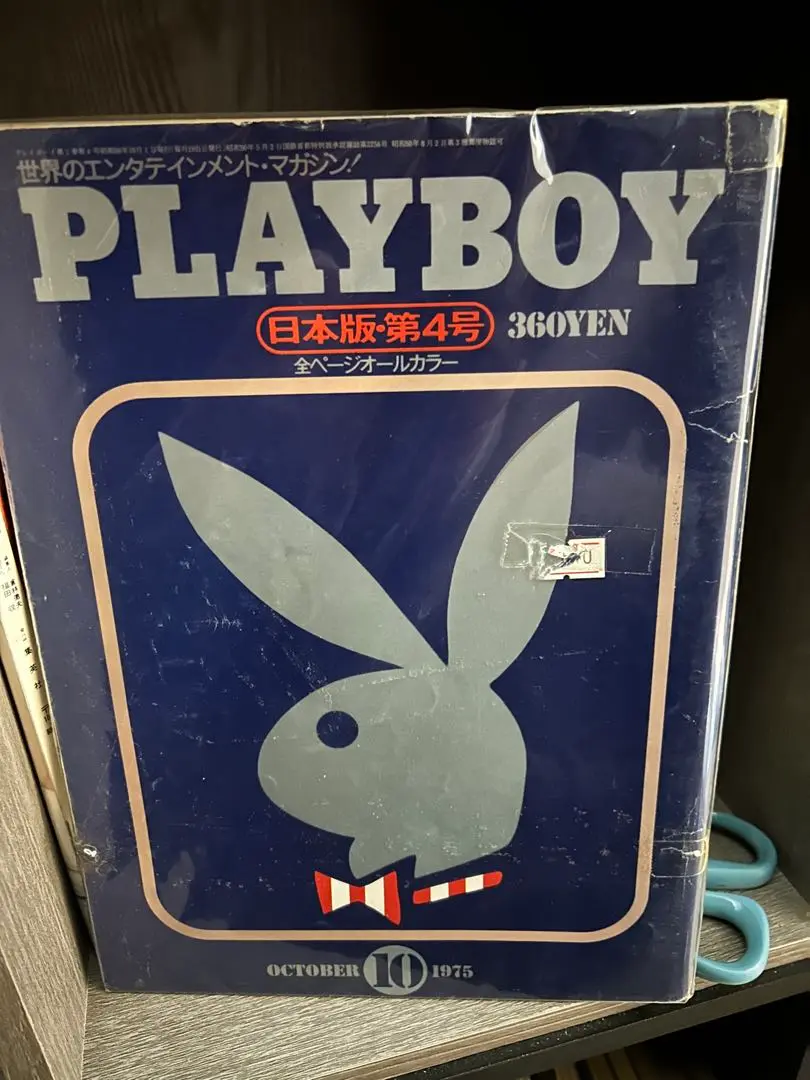 世界のエンタテインメント・マガジン!
PLAYBOY
日本版・第4号 360YEN
全ページオールカラー
OCTOBER 10 1975